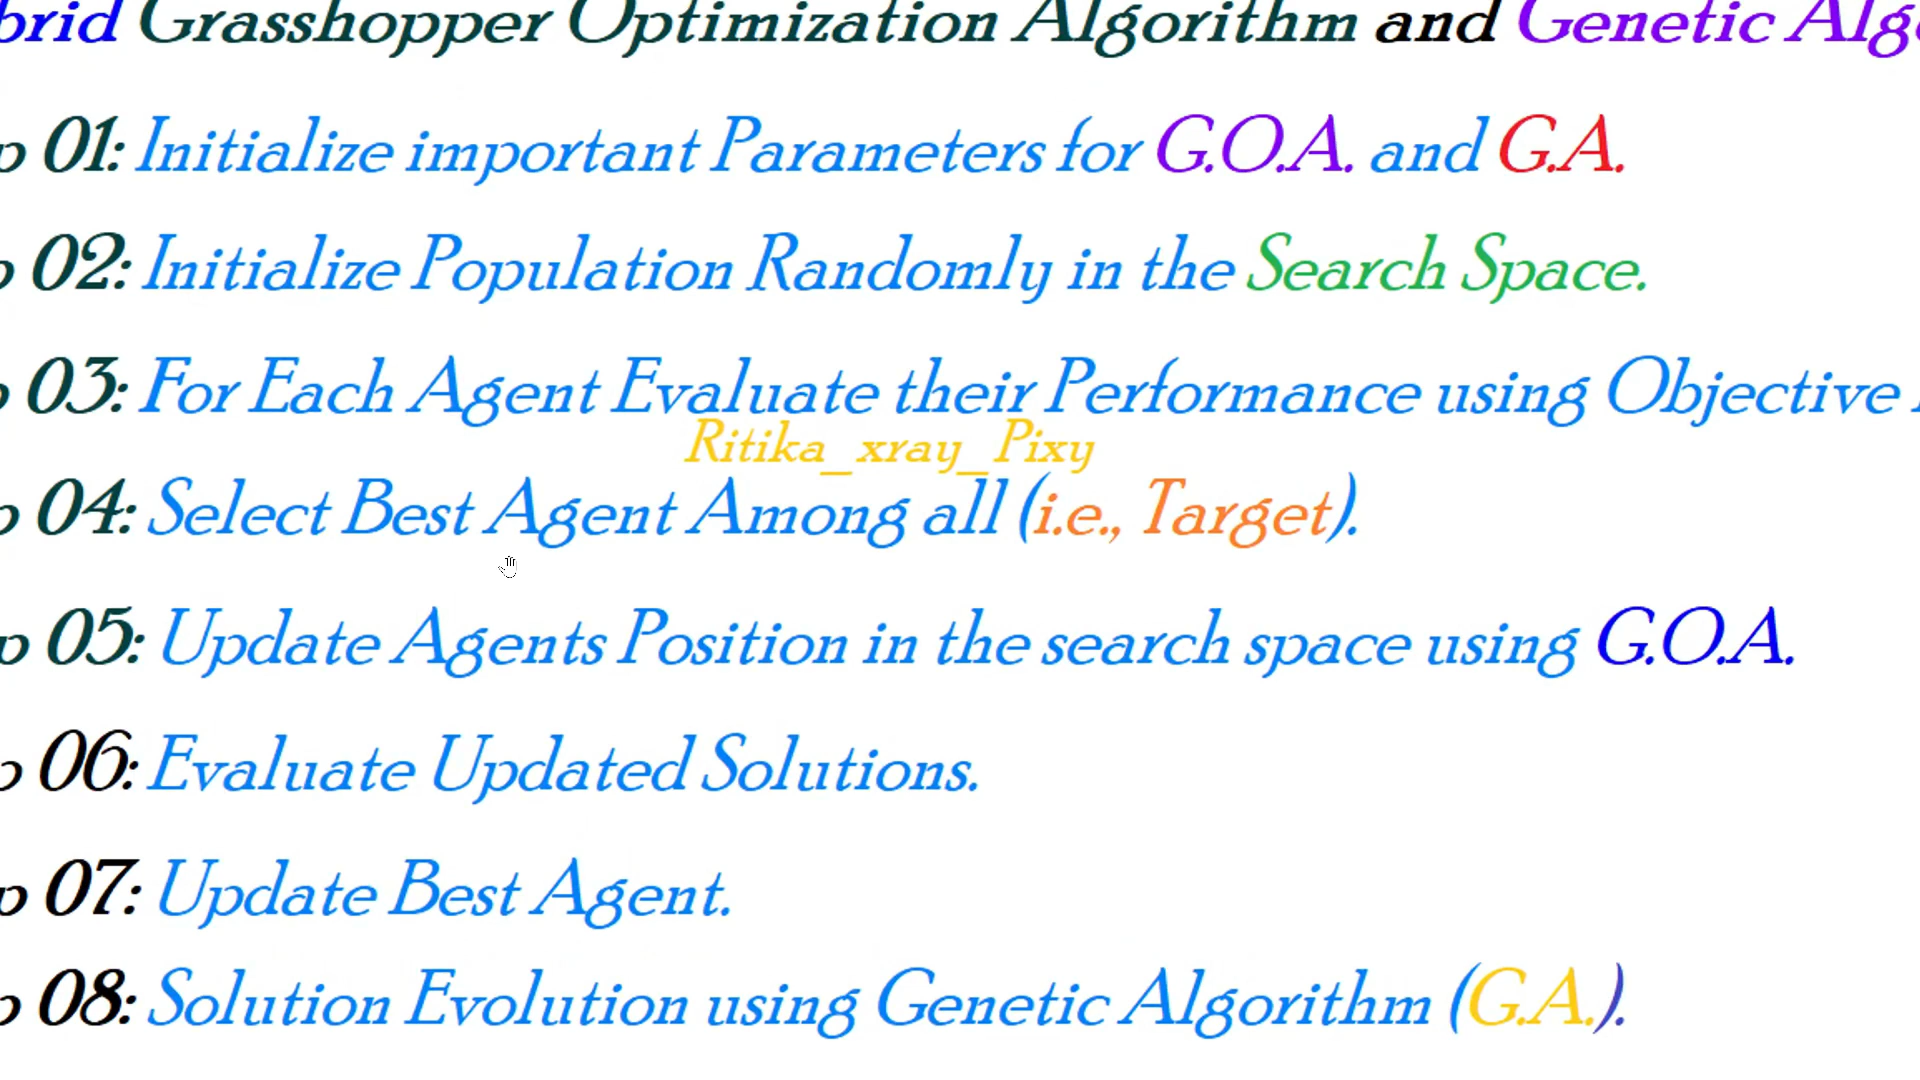 brid Grasshopper Optimization Algorithm and Genetic Algo
p 01: Initialize important Parameters for G.O.A. and G.A.
p 02: Initialize Population Randomly in the Search Space.
p 03: For Each Agent Evaluate their Performance using Objective
Ritika_xray_Pixy
p 04: Select Best Agent Among all (i.e., Target).
p 05: Update Agents Position in the search space using G.O.A.
p 06: Evaluate Updated Solutions.
p 07: Update Best Agent.
p 08: Solution Evolution using Genetic Algorithm (G.A.).